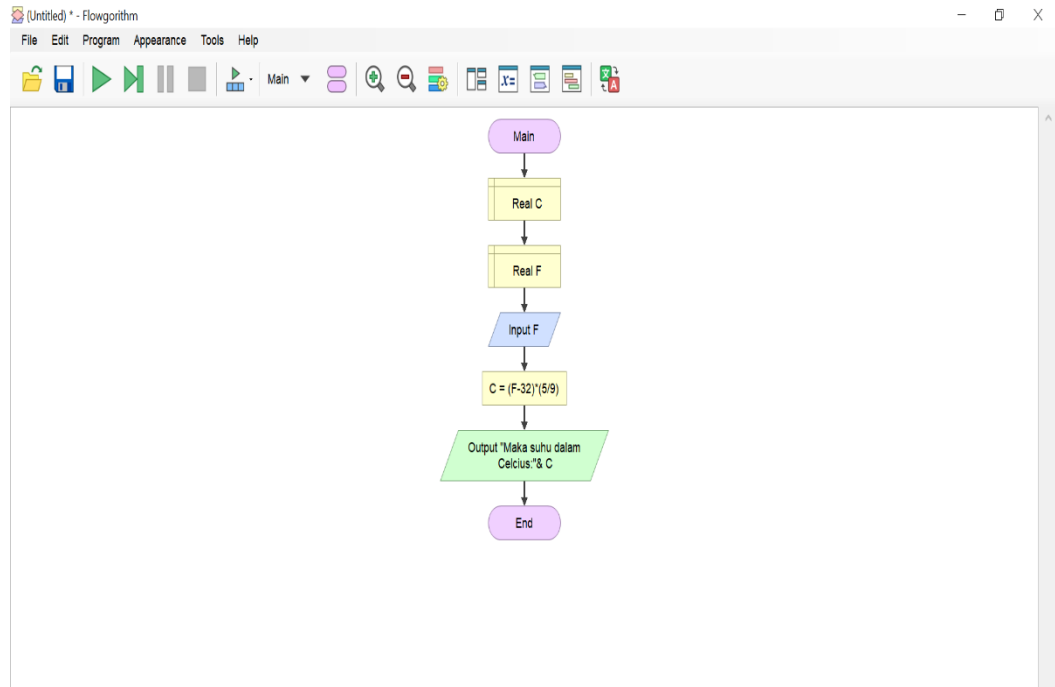 (Untitled) * - Flowgorithm
File Edit Program Appearance Tools Help
Main
x=
Main
Real C
Real F
Input F
C = (F-32)*(5/9)
Output "Maka suhu dalam
Celcius:"& C
End